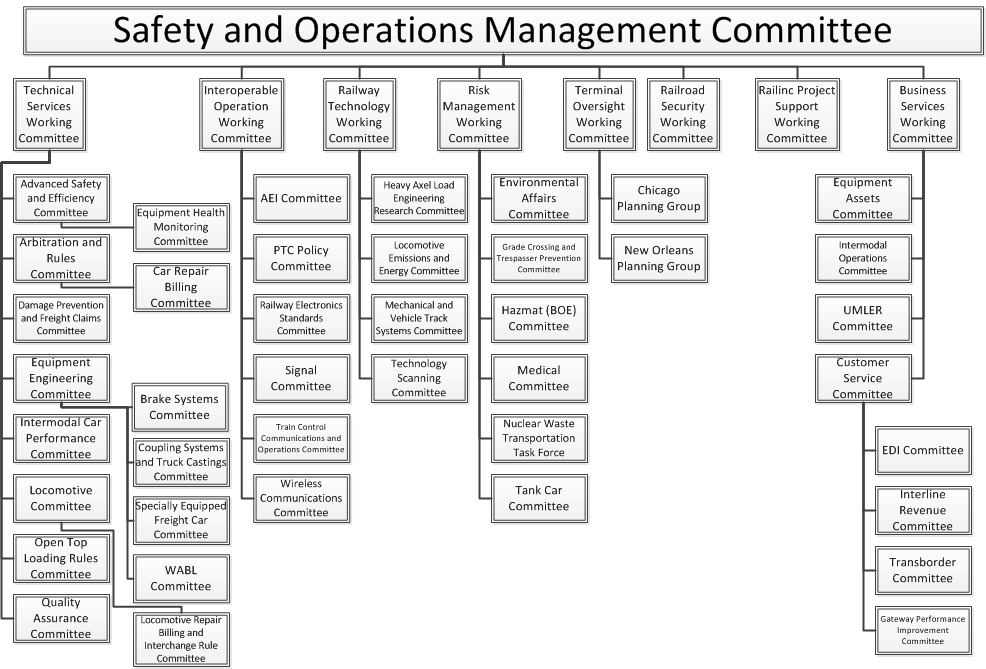 Safety and Operations Management Committee
Technical
Services
Working
Committee
Interoperable
Operation
Working
Committee
Railway
Technology
Working
Committee
Risk
Management
Working
Committee
Terminal
Oversight
Working
Committee
Railroad
Security
Working
Committee
Railinc Project
Support
Working
Committee
Business
Services
Working
Committee
Advanced Safety
and Efficiency
Committee
Equipment Health
Monitoring
Committee
Arbitration and
Rules
Committee
Car Repair
Billing
Committee
Damage Prevention
and Freight Claims
Committee
Equipment
Engineering
Committee
Brake Systems
Committee
Coupling Systems
and Truck Castings
Committee
Specially Equipped
Freight Car
Committee
WABL
Committee
Intermodal Car
Performance
Committee
Locomotive
Committee
Locomotive Repair
Billing and
Interchange Rule
Committee
Open Top
Loading Rules
Committee
Quality
Assurance
Committee
AEI Committee
PTC Policy
Committee
Railway Electronics
Standards
Committee
Signal
Committee
Train Control
Communications and
Operations Committee
Wireless
Communications
Committee
Heavy Axel Load
Engineering
Research Committee
Locomotive
Emissions and
Energy Committee
Mechanical and
Vehicle Track
Systems Committee
Technology
Scanning
Committee
Environmental
Affairs
Committee
Grade Crossing and
Trespasser Prevention
Committee
Hazmat (BOE)
Committee
Medical
Committee
Nuclear Waste
Transportation
Task Force
Tank Car
Committee
Chicago
Planning Group
New Orleans
Planning Group
Equipment
Assets
Committee
Intermodal
Operations
Committee
UMLER
Committee
Customer
Service
Committee
EDI Committee
Interline
Revenue
Committee
Transborder
Committee
Gateway Performance
Improvement
Committee